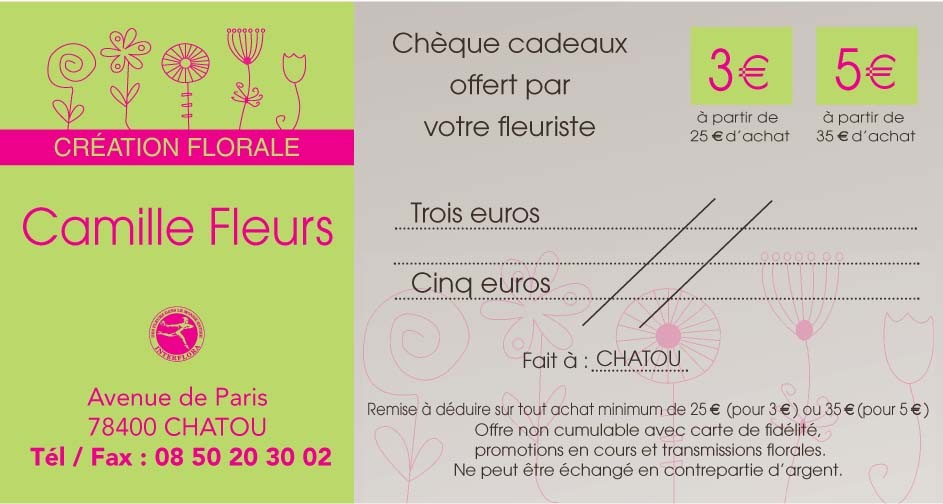 CRÉATION FLORALE
Camille Fleurs
INTERFLORA
Avenue de Paris
78400 CHATOU
Tél / Fax : 08 50 20 30 02
Chèque cadeaux
offert par
votre fleuriste
3€
à partir de
25 € d'achat
5€
à partir de
35 € d'achat
Trois euros
Cinq euros
Fait à : CHATOU
Remise à déduire sur tout achat minimum de 25 € (pour 3 €) ou 35 € (pour 5 €)
Offre non cumulable avec carte de fidélité,
promotions en cours et transmissions florales.
Ne peut être échangé en contrepartie d'argent.